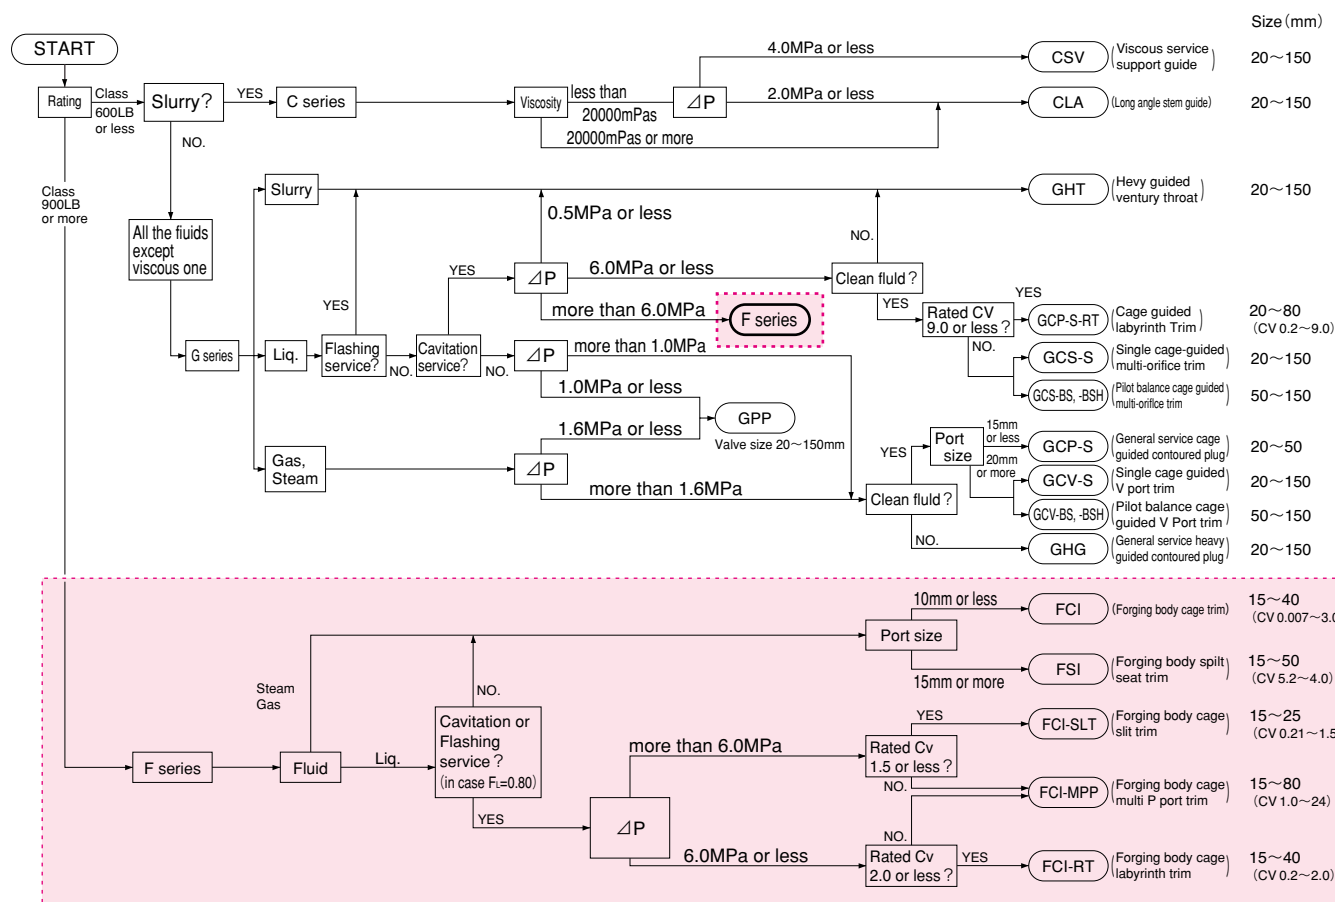 Size (mm)
START
4.0MPa or less
CSV
Viscous service
support guide
20～150
Rating
Class
600LB
or less
Slurry?
YES
C series
Viscosity
less than
20000mPas
⊿P
2.0MPa or less
CLA
(Long angle stem guide)
20～150
20000mPas or more
NO.
Class
900LB
or more
Slurry
GHT
Hevy guided
ventury throat
20～150
0.5MPa or less
All the fluids
except
viscous one
NO.
YES
⊿P
6.0MPa or less
Clean fluld?
YES
more than 6.0MPa
F series
YES
Rated CV
9.0 or less?
YES
GCP-S-RT
Cage guided
labyrinth Trim
20～80
(CV 0.2～9.0)
NO.
G series
Liq.
Flashing
service?
NO.
Cavitation
service?
NO.
⊿P
more than 1.0MPa
GCS-S
Single cage-guided
multi-orifice trim
20～150
1.0MPa or less
GCS-BS, -BSH
Pilot balance cage guided
multi-oriflce trim
50～150
GPP
Valve size 20～150mm
1.6MPa or less
Gas,
Steam
⊿P
more than 1.6MPa
Clean fluld?
YES
Port
size
15mm
or less
20mm
or more
GCP-S
General service cage
guided contoured plug
20～50
GCV-S
Single cage guided
V port trim
20～150
GCV-BS, -BSH
Pilot balance cage
guided V Port trim
50～150
NO.
GHG
General service heavy
guided contoured plug
20～150
10mm or less
FCI
(Forging body cage trim)
15～40
(CV 0.007～3.0
Port size
15mm or more
FSI
Forging body spilt
seat trim
15～50
(CV 5.2～4.0)
Steam
Gas
NO.
F series
Fluid
Liq.
Cavitation or
Flashing
service?
(in case FL=0.80)
YES
⊿P
more than 6.0MPa
Rated Cv
1.5 or less?
YES
FCI-SLT
Forging body cage
slit trim
15～25
(CV 0.21～1.5
NO.
FCI-MPP
Forging body cage
multi P port trim
15～80
(CV 1.0～24)
NO.
6.0MPa or less
Rated Cv
2.0 or less?
YES
FCI-RT
Forging body cage
labyrinth trim
15～40
(CV 0.2～2.0)